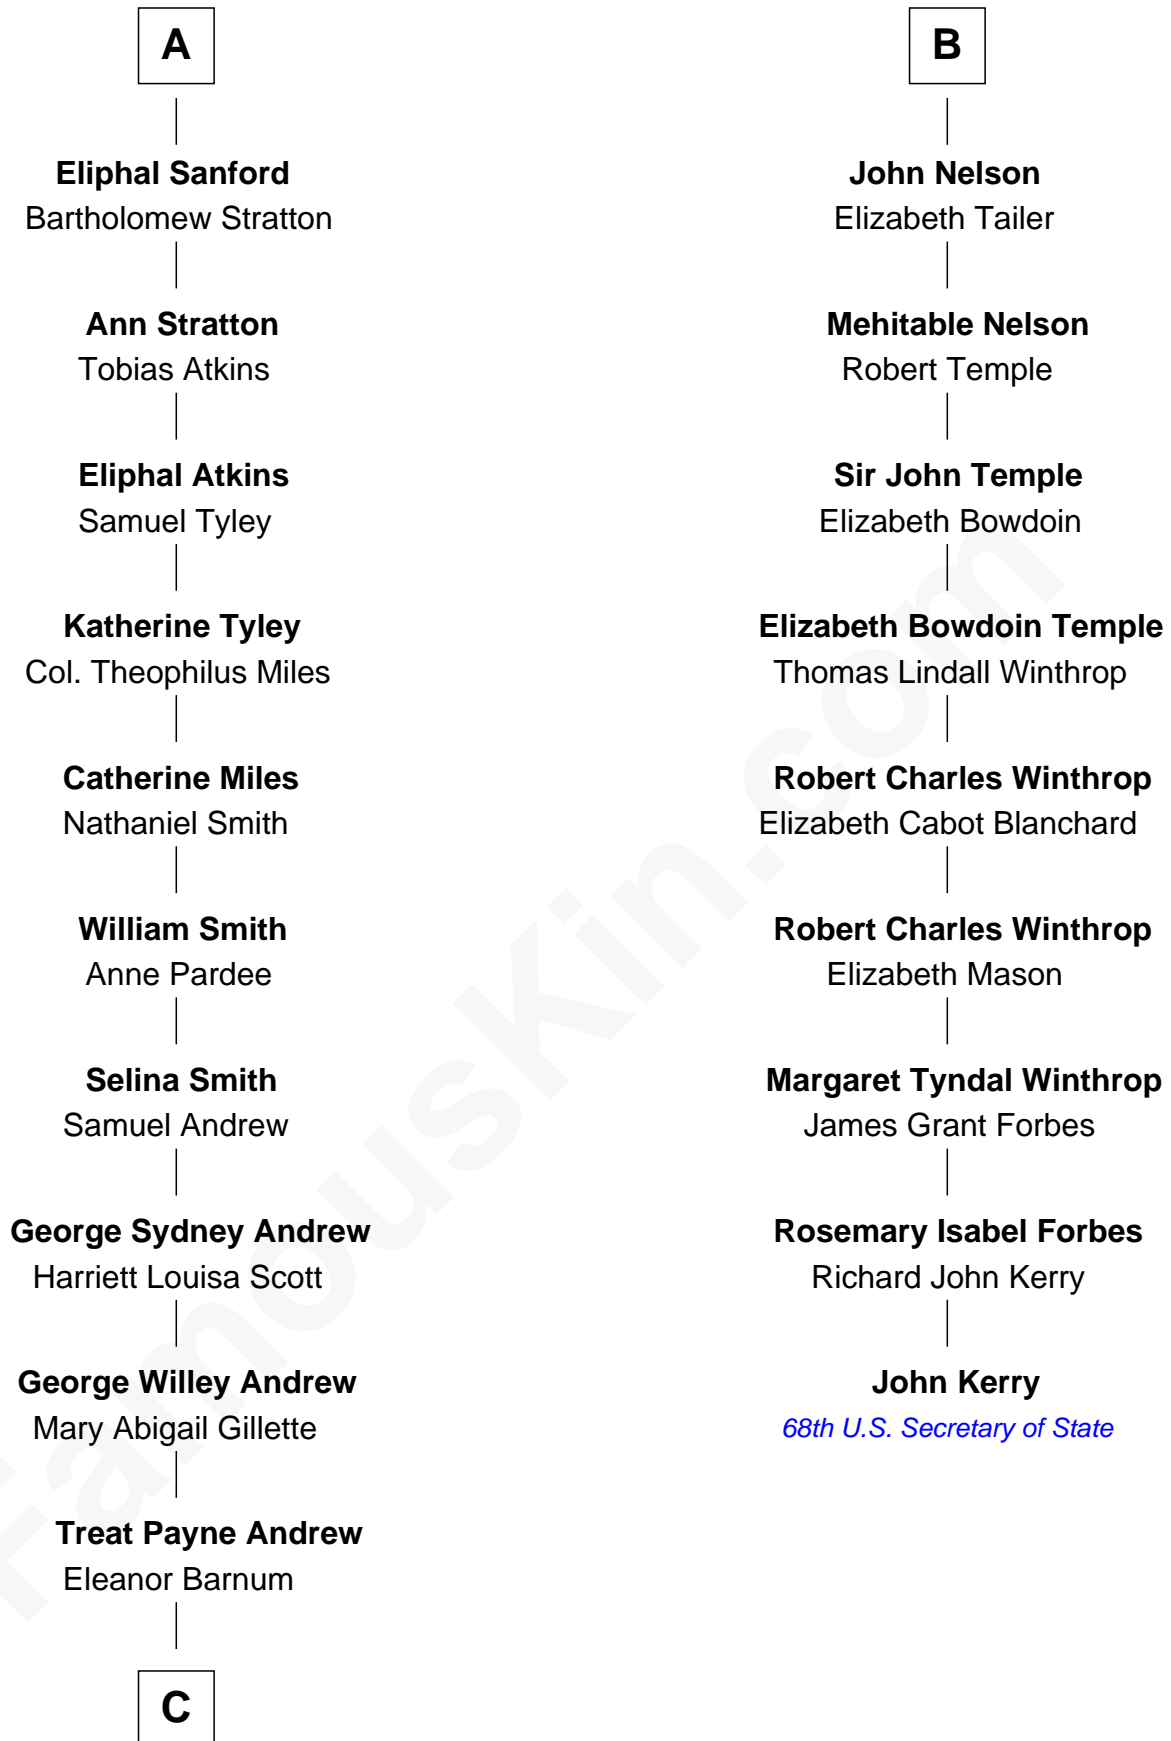 A
Eliphal Sanford
Bartholomew Stratton
Ann Stratton
Tobias Atkins
Eliphal Atkins
Samuel Tyley
Katherine Tyley
Col. Theophilus Miles
Catherine Miles
Nathaniel Smith
William Smith
Anne Pardee
Selina Smith
Samuel Andrew
George Sydney Andrew
Harriett Louisa Scott
George Willey Andrew
Mary Abigail Gillette
Treat Payne Andrew
Eleanor Barnum
C
B
John Nelson
Elizabeth Tailer
Mehitable Nelson
Robert Temple
Sir John Temple
Elizabeth Bowdoin
Elizabeth Bowdoin Temple
Thomas Lindall Winthrop
Robert Charles Winthrop
Elizabeth Cabot Blanchard
Robert Charles Winthrop
Elizabeth Mason
Margaret Tyndal Winthrop
James Grant Forbes
Rosemary Isabel Forbes
Richard John Kerry
John Kerry
68th U.S. Secretary of State
FamousKin.com